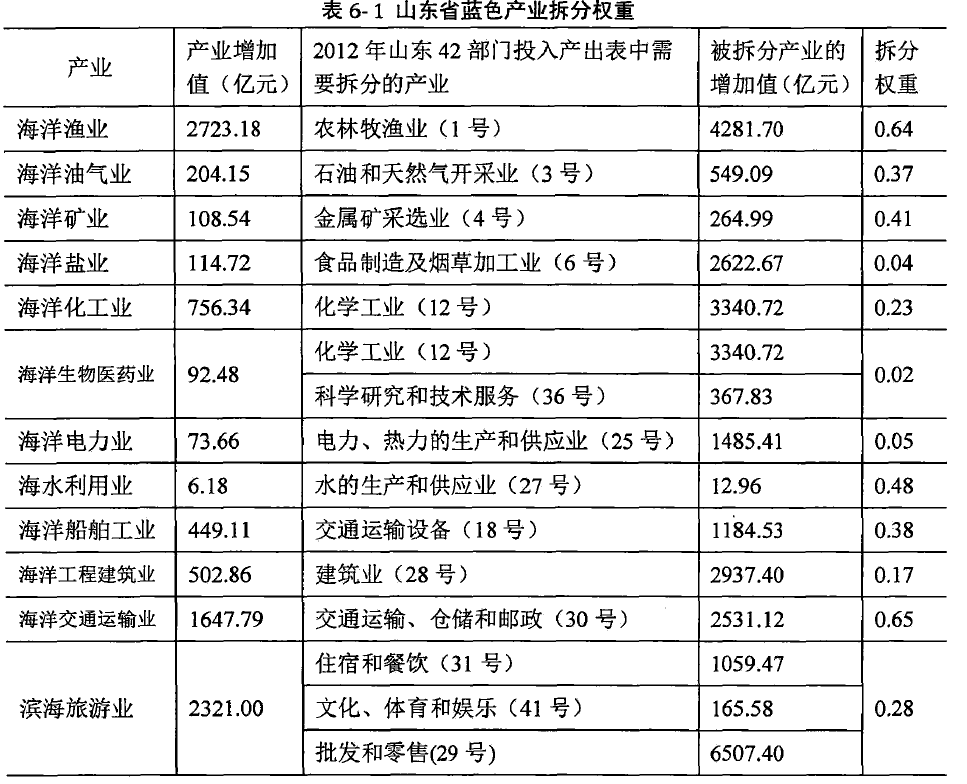 表 6-1 山东省蓝色产业拆分权重
产业 产业增加值（亿元） 2012 年山东 42 部门投入产出表中需要拆分的产业 被拆分产业的增加值（亿元） 拆分权重
海洋渔业 2723.18 农林牧渔业（1 号） 4281.70 0.64
海洋油气业 204.15 石油和天然气开采业（3 号） 549.09 0.37
海洋矿业 108.54 金属矿采选业（4 号） 264.99 0.41
海洋盐业 114.72 食品制造及烟草加工业（6 号） 2622.67 0.04
海洋化工业 756.34 化学工业（12 号） 3340.72 0.23
海洋生物医药业 92.48 化学工业（12 号） 3340.72 0.02
科学研究和技术服务（36 号） 367.83
海洋电力业 73.66 电力、热力的生产和供应业（25 号） 1485.41 0.05
海水利用业 6.18 水的生产和供应业（27 号） 12.96 0.48
海洋船舶工业 449.11 交通运输设备（18 号） 1184.53 0.38
海洋工程建筑业 502.86 建筑业（28 号） 2937.40 0.17
海洋交通运输业 1647.79 交通运输、仓储和邮政（30 号） 2531.12 0.65
住宿和餐饮（31 号） 1059.47
滨海旅游业 2321.00 文化、体育和娱乐（41 号） 165.58 0.28
批发和零售(29 号) 6507.40